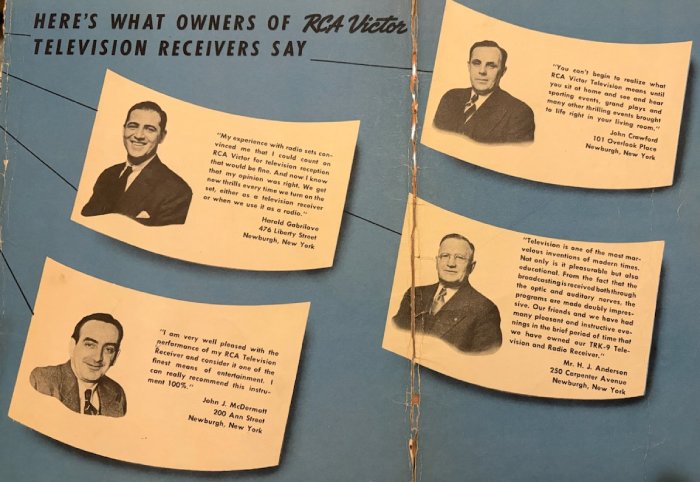 HERE'S WHAT OWNERS OF RCA Victor
TELEVISION RECEIVERS SAY
"You can't begin to realize what
RCA Victor Television means until
you sit at home and see and hear
sporting events, grand plays and
many other thrilling events brought
to life right in your living room."
John Crawford
101 Overlook Place
Newburgh, New York
"My experience with radio sets con-
vinced me that I could count on
RCA Victor for television reception
that would be fine. And now I know
that my opinion was right. We get
new thrills every time we turn on the
set, either as a television receiver
or when we use it as a radio."
Harold Gabrilove
476 Liberty Street
Newburgh, New York
"Television is one of the most mar-
velous inventions of modern times.
Not only is it pleasurable but also
educational. From the fact that the
broadcasting is received both through
the optic and auditory nerves, the
programs are made doubly impres-
sive. Our friends and we have had
many pleasant and instructive eve-
nings in the brief period of time that
we have owned our TRK-9 Tele-
vision and Radio Receiver."
Mr. H. J. Anderson
250 Carpenter Avenue
Newburgh, New York
"I am very well pleased with the
performance of my RCA Television
Receiver and consider it one of the
finest means of entertainment. I
can really recommend this instru-
ment 100%."
John J. McDermott
200 Ann Street
Newburgh, New York